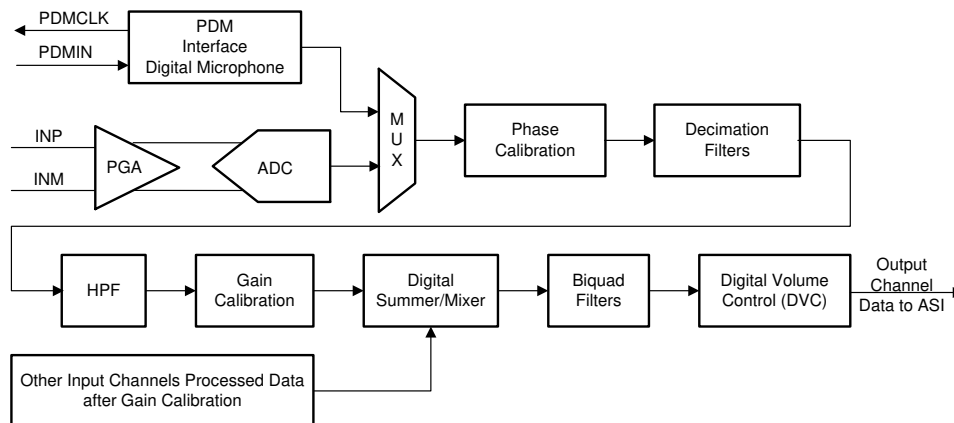 PDMCLK
PDMIN
PDM
Interface
Digital Microphone
INP
INM
PGA
ADC
M
U
X
Phase
Calibration
Decimation
Filters
HPF
Gain
Calibration
Digital
Summer/Mixer
Biquad
Filters
Digital Volume
Control (DVC)
Output
Channel
Data to ASI
Other Input Channels Processed Data
after Gain Calibration